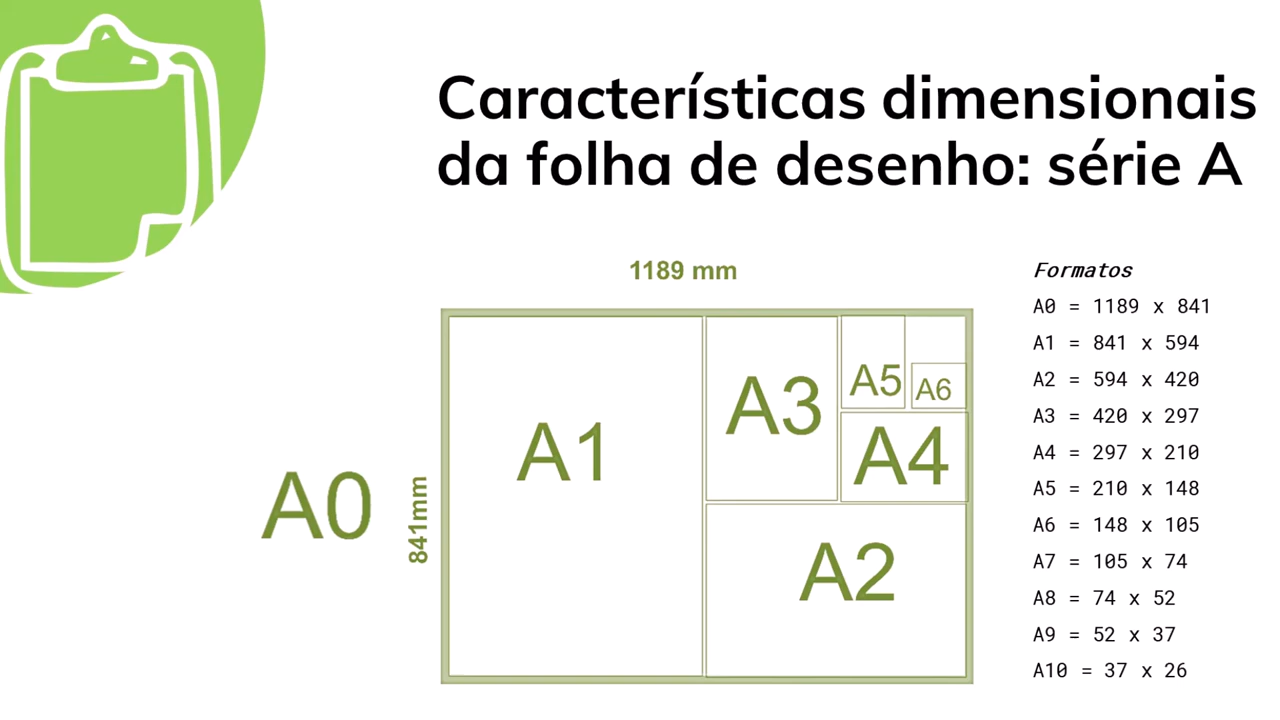 Características dimensionais
da folha de desenho: série A
1189 mm
841mm
A0
A1
A3
A5
A6
A4
A2
Formatos
A0 = 1189 x 841
A1 = 841 x 594
A2 = 594 x 420
A3 = 420 x 297
A4 = 297 x 210
A5 = 210 x 148
A6 = 148 x 105
A7 = 105 x 74
A8 = 74 x 52
A9 = 52 x 37
A10 = 37 x 26